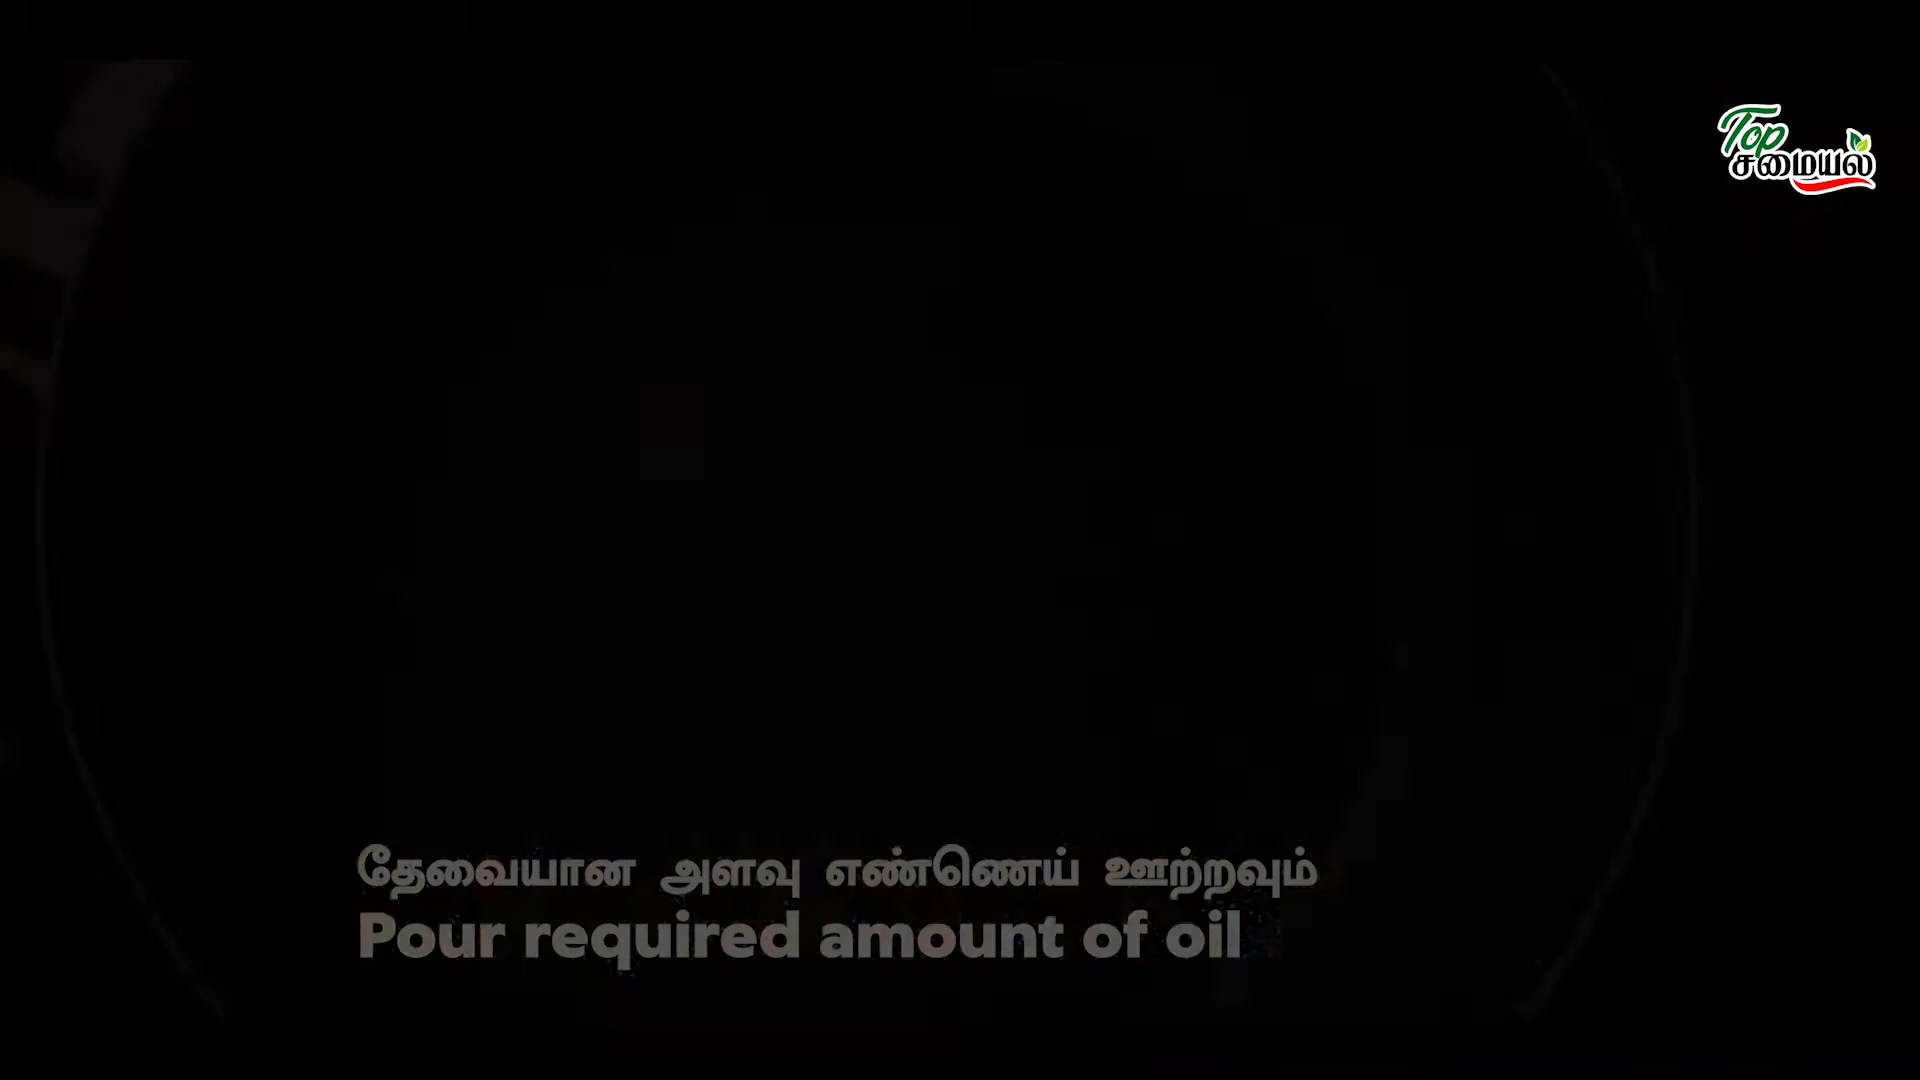 Top
சமையல்
தேவையான அளவு எண்ணெய் ஊற்றவும்
Pour required amount of oil